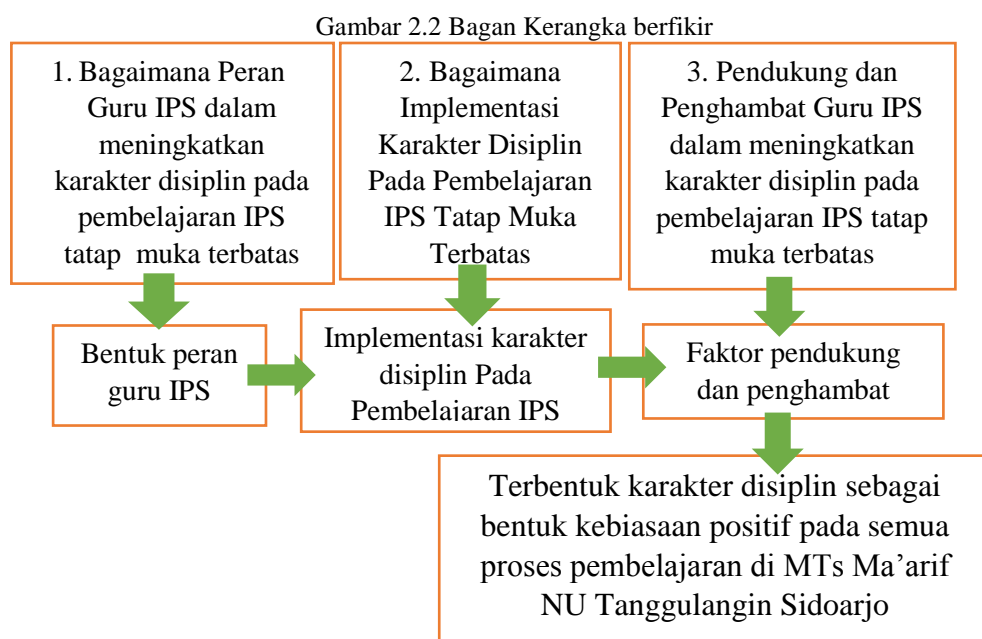 Gambar 2.2 Bagan Kerangka berfikir
1. Bagaimana Peran
Guru IPS dalam
meningkatkan
karakter disiplin pada
pembelajaran IPS
tatap muka terbatas
2. Bagaimana
Implementasi
Karakter Disiplin
Pada Pembelajaran
IPS Tatap Muka
Terbatas
3. Pendukung dan
Penghambat Guru IPS
dalam meningkatkan
karakter disiplin pada
pembelajaran IPS tatap
muka terbatas
Bentuk peran
guru IPS
Implementasi karakter
disiplin Pada
Pembelajaran IPS
Faktor pendukung
dan penghambat
Terbentuk karakter disiplin sebagai
bentuk kebiasaan positif pada semua
proses pembelajaran di MTs Ma’arif
NU Tanggulangin Sidoarjo